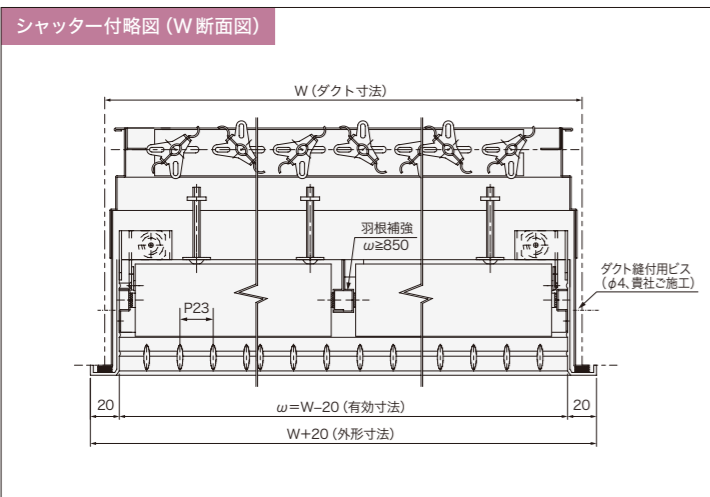 シャッター付略図(W断面図)
W(ダクト寸法)
羽根補強
ω≧850
ダクト縫付用ビス
(φ4、貴社ご施工)
P23
20
ω=W−20(有効寸法)
20
W+20(外形寸法)